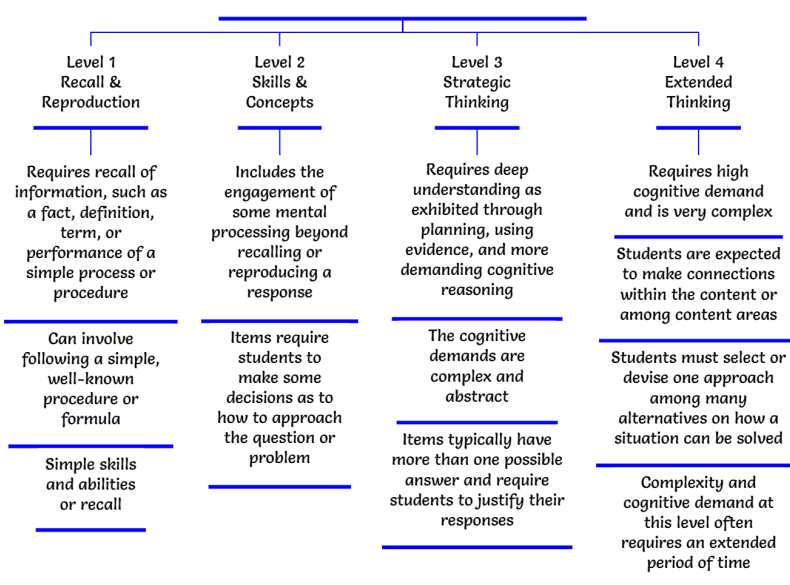 Level 1
Recall &
Reproduction
Requires recall of
information, such as
a fact, definition,
term, or
performance of a
simple process or
procedure
Can involve
following a simple,
well-known
procedure or
formula
Simple skills
and abilities
or recall
Level 2
Skills &
Concepts
Includes the
engagement of
some mental
processing beyond
recalling or
reproducing a
response
Items require
students to
make some
decisions as to
how to approach
the question or
problem
Level 3
Strategic
Thinking
Requires deep
understanding as
exhibited through
planning, using
evidence, and more
demanding cognitive
reasoning
The cognitive
demands are
complex and
abstract
Items typically have
more than one possible
answer and require
students to justify their
responses
Level 4
Extended
Thinking
Requires high
cognitive demand
and is very complex
Students are expected
to make connections
within the content or
among content areas
Students must select or
devise one approach
among many
alternatives on how a
situation can be solved
Complexity and
cognitive demand at
this level often
requires an extended
period of time